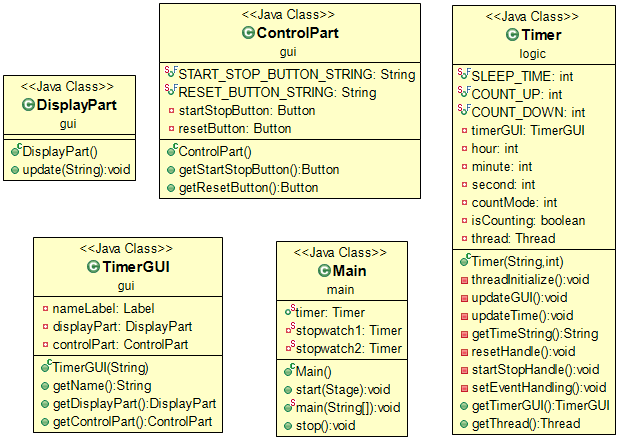 <<Java Class>>
DisplayPart
gui
DisplayPart()
update(String):void
<<Java Class>>
ControlPart
gui
START_STOP_BUTTON_STRING: String
RESET_BUTTON_STRING: String
startStopButton: Button
resetButton: Button
ControlPart()
getStartStopButton():Button
getResetButton():Button
<<Java Class>>
Timer
logic
SLEEP_TIME: int
COUNT_UP: int
COUNT_DOWN: int
timerGUI: TimerGUI
hour: int
minute: int
second: int
countMode: int
isCounting: boolean
thread: Thread
Timer(String,int)
threadInitialize():void
updateGUI():void
updateTime():void
getTimeString():String
resetHandle():void
startStopHandle():void
setEventHandling():void
getTimerGUI():TimerGUI
getThread():Thread
<<Java Class>>
TimerGUI
gui
nameLabel: Label
displayPart: DisplayPart
controlPart: ControlPart
TimerGUI(String)
getName():String
getDisplayPart():DisplayPart
getControlPart():ControlPart
<<Java Class>>
Main
main
timer: Timer
stopwatch1: Timer
stopwatch2: Timer
Main()
start(Stage):void
main(String[]):void
stop():void